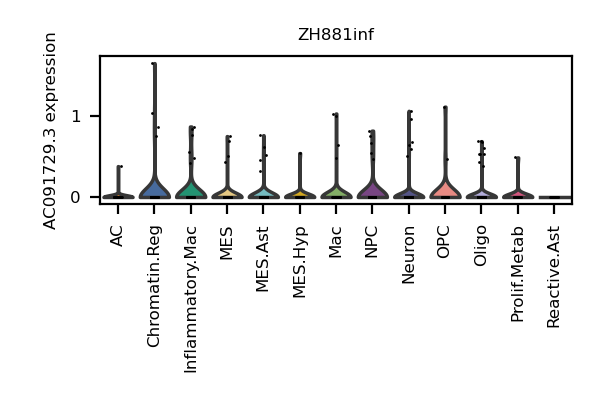 ZH881inf
AC091729.3 expression
1
0
AC
Chromatin.Reg
Inflammatory.Mac
MES
MES.Ast
MES.Hyp
Mac
NPC
Neuron
OPC
Oligo
Prolif.Metab
Reactive.Ast